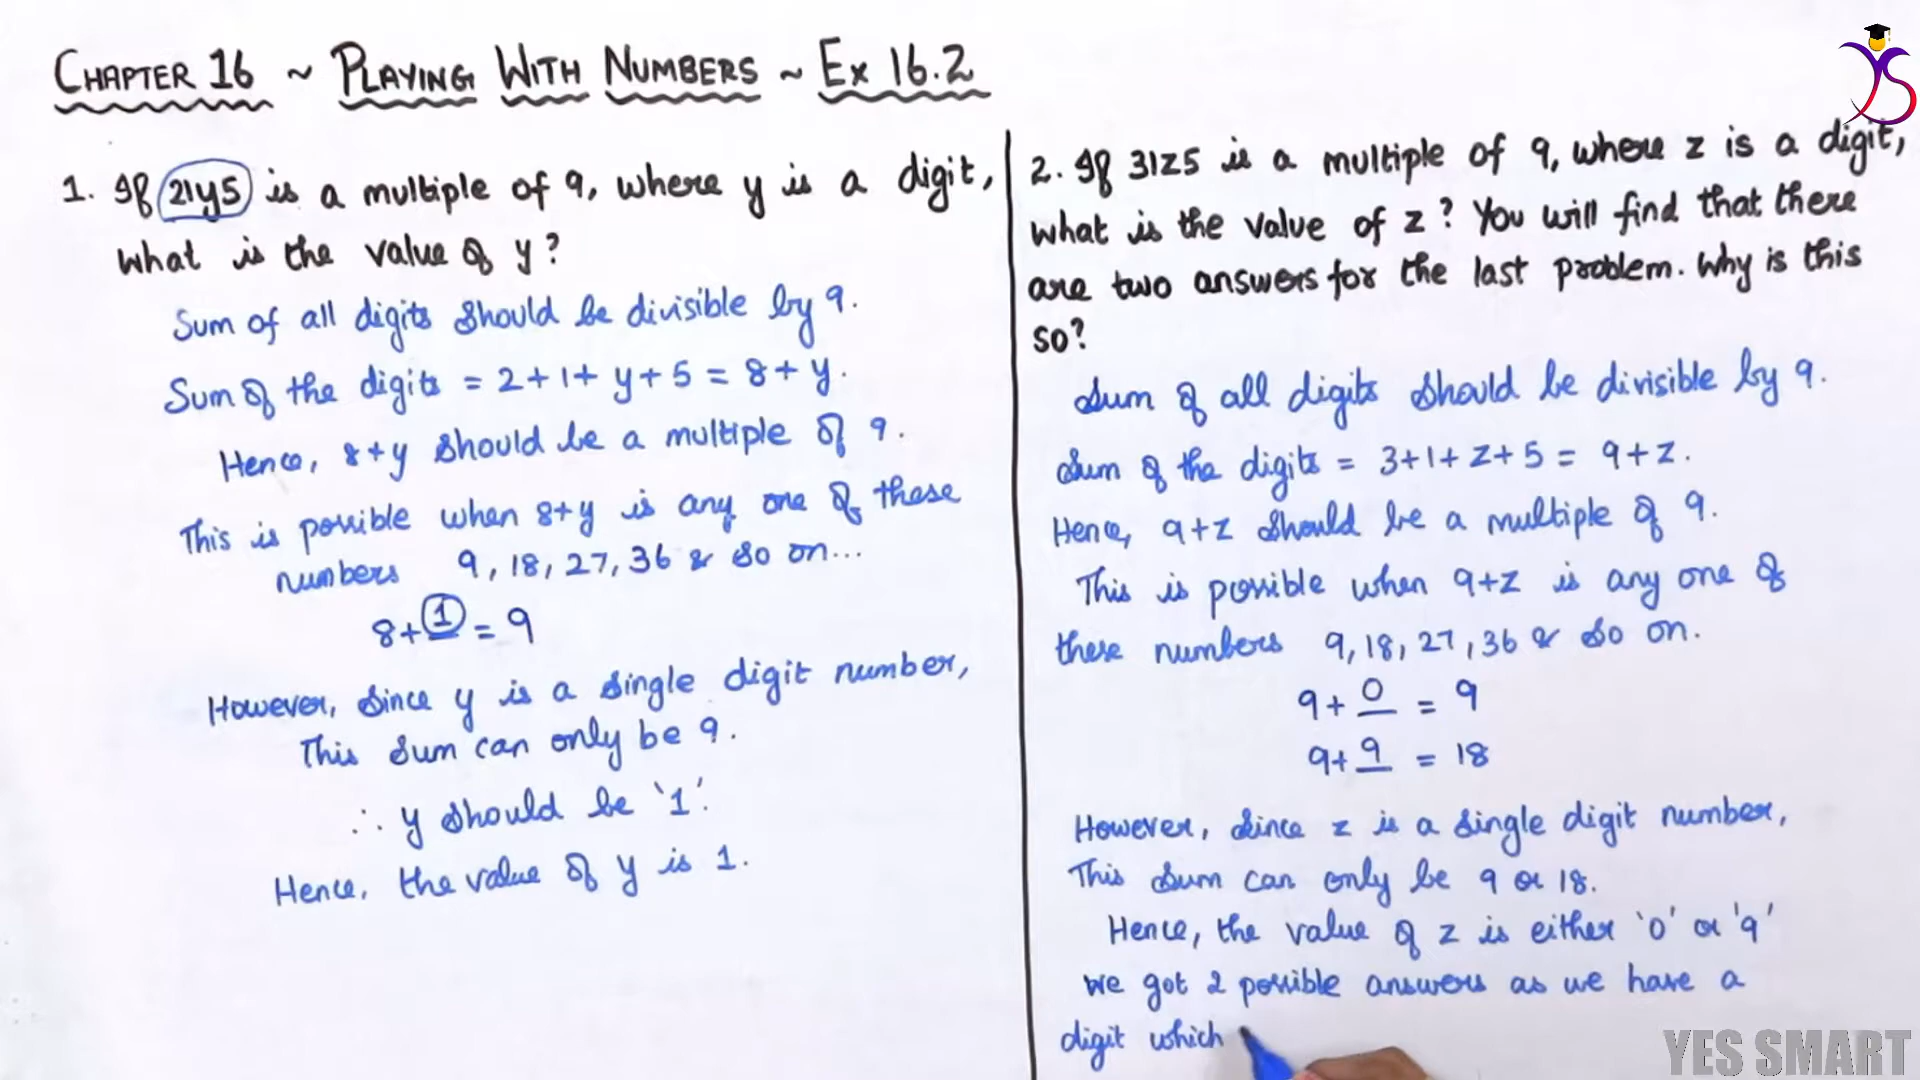 CHAPTER 16 ~ PLAYING WITH NUMBERS ~ Ex 16.2
1. If 21y5 is a multiple of 9, where y is a digit,
what is the value of y?
Sum of all digits should be divisible by 9.
Sum of the digits = 2+1+y+5 = 8+y.
Hence, 8+y should be a multiple of 9.
This is possible when 8+y is any one of these
numbers 9, 18, 27, 36 & so on...
8+1 = 9
However, since y is a single digit number,
This sum can only be 9.
∴ y should be '1'.
Hence, the value of y is 1.
2. If 31z5 is a multiple of 9, where z is a digit,
what is the value of z? You will find that there
are two answers for the last problem. Why is this
so?
Sum of all digits should be divisible by 9.
Sum of the digits = 3+1+z+5 = 9+z.
Hence, 9+z should be a multiple of 9.
This is possible when 9+z is any one of
these numbers 9, 18, 27, 36 & so on.
9+0 = 9
9+9 = 18
However, since z is a single digit number,
This sum can only be 9 or 18.
Hence, the value of z is either '0' or '9'
we got 2 possible answers as we have a
digit which
YS
YES SMART